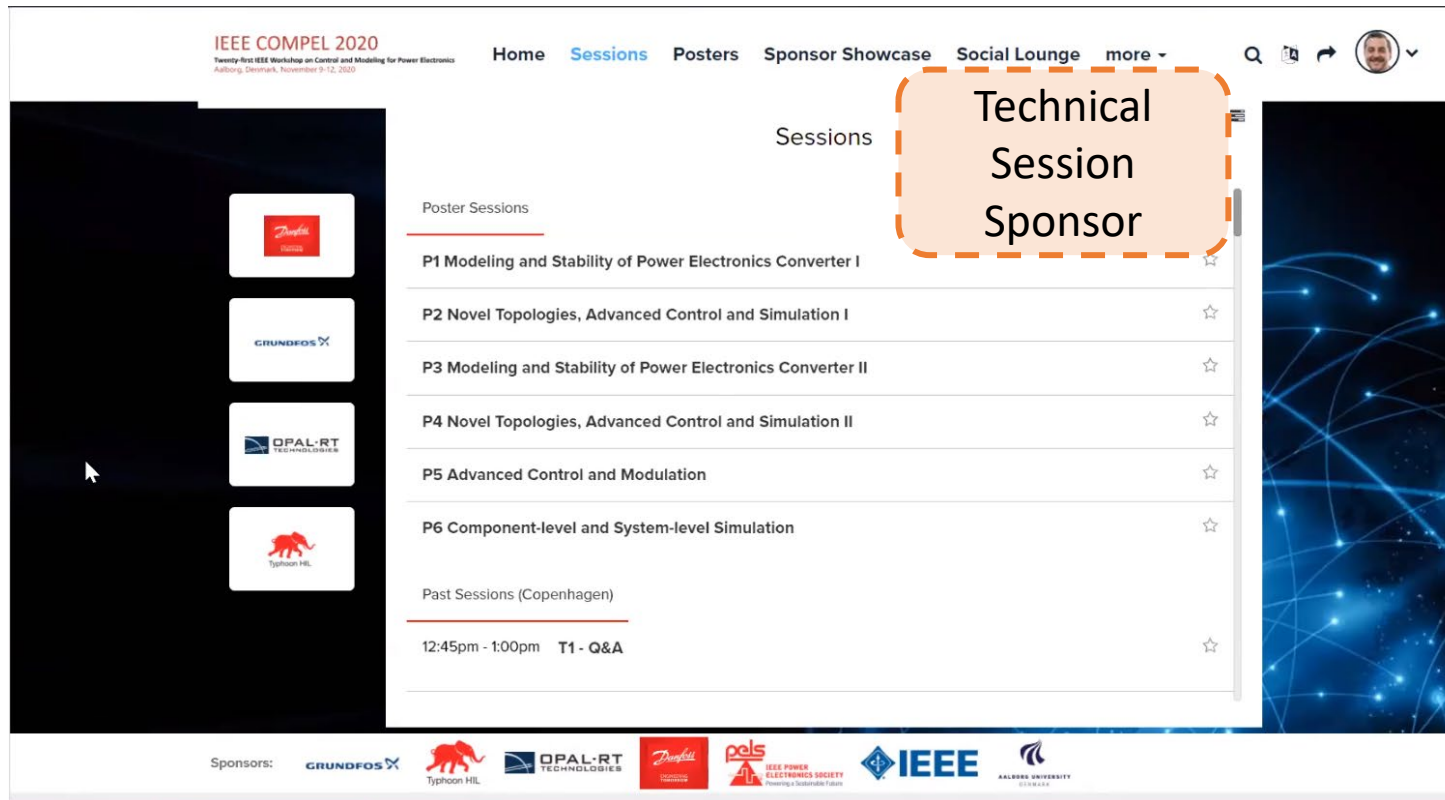 IEEE COMPEL 2020
Twenty-first IEEE Workshop on Control and Modeling for Power Electronics
Aalborg, Denmark, November 9-12, 2020
Home Sessions Posters Sponsor Showcase Social Lounge more
Technical
Session
Sponsor
Sessions
Poster Sessions
P1 Modeling and Stability of Power Electronics Converter I
P2 Novel Topologies, Advanced Control and Simulation I
P3 Modeling and Stability of Power Electronics Converter II
P4 Novel Topologies, Advanced Control and Simulation II
P5 Advanced Control and Modulation
P6 Component-level and System-level Simulation
Past Sessions (Copenhagen)
12:45pm - 1:00pm T1 - Q&A
Danfoss
ENGINEERING
TOMORROW
GRUNDFOS
OPAL-RT
TECHNOLOGIES
Typhoon HIL
Sponsors:
GRUNDFOS
Typhoon HIL
OPAL-RT
TECHNOLOGIES
Danfoss
ENGINEERING
TOMORROW
pels
IEEE POWER
ELECTRONICS SOCIETY
Powering a Sustainable Future
IEEE
AALBORG UNIVERSITY
DENMARK